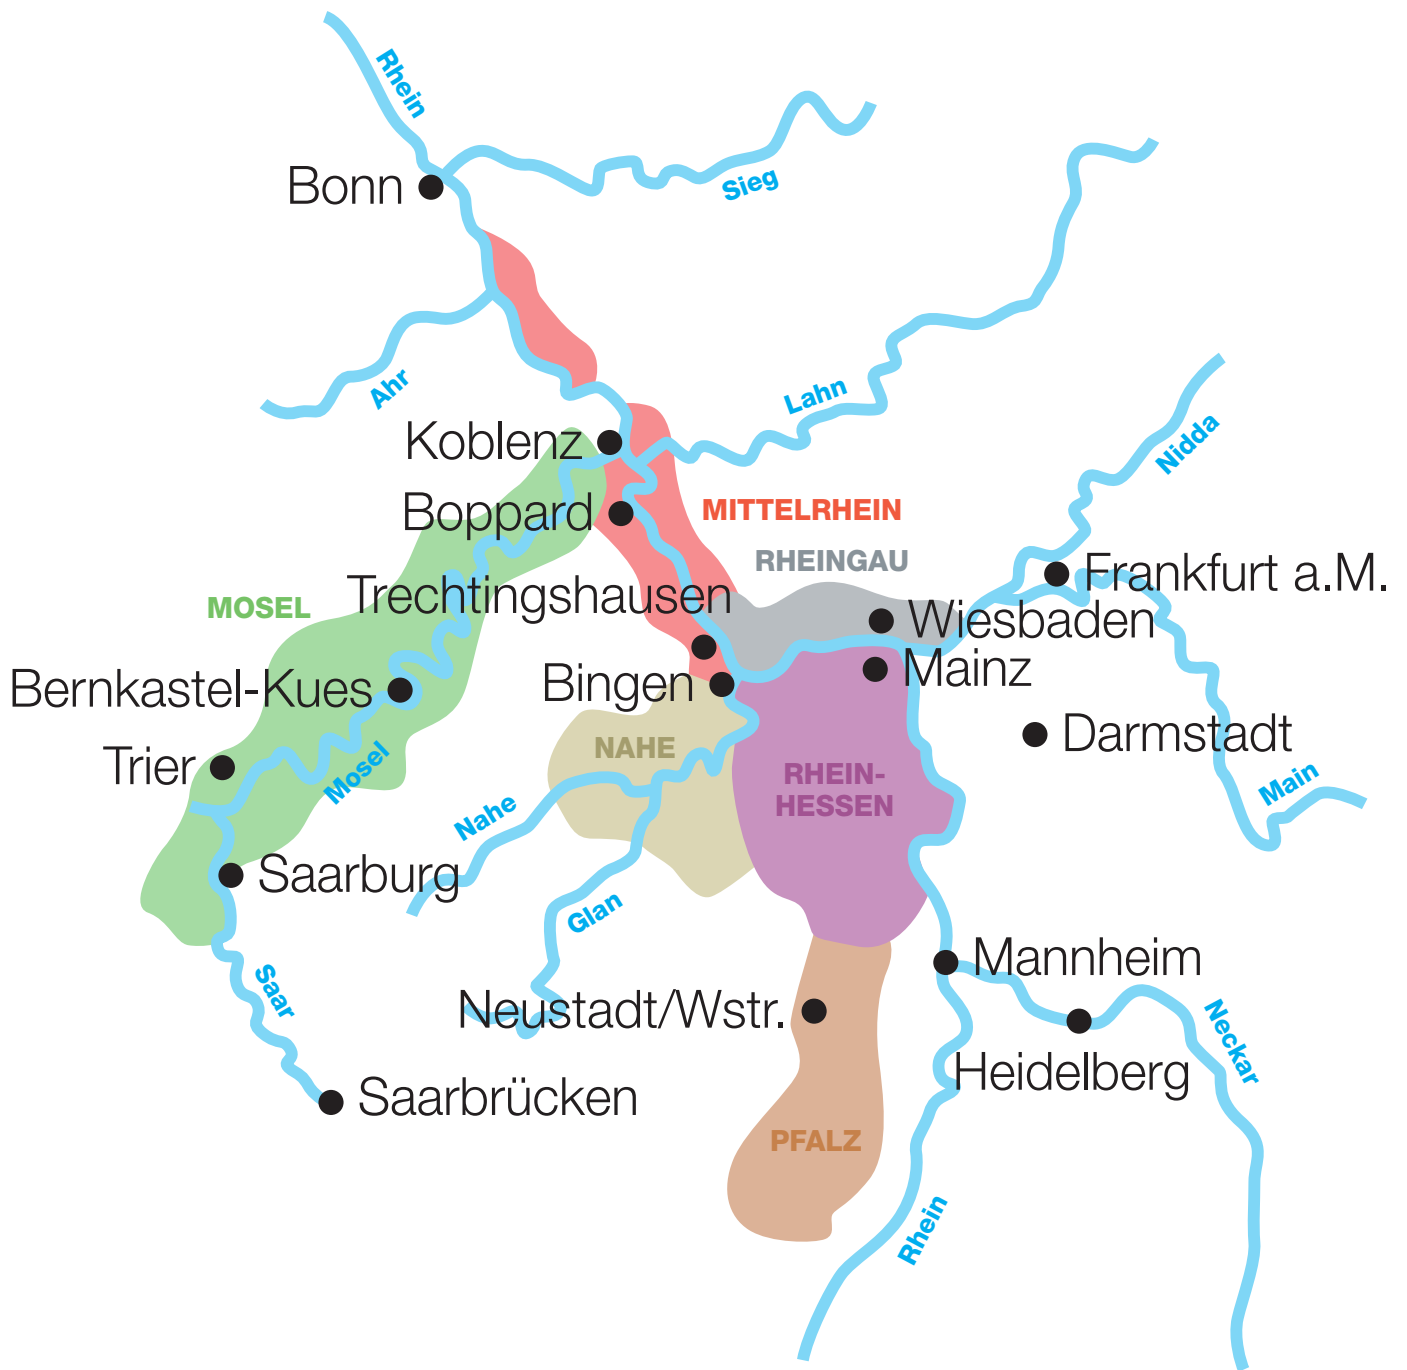 Rhein
Bonn
Sieg
Ahr
Lahn
Koblenz
Nidda
Boppard
MITTELRHEIN
RHEINGAU
Frankfurt a.M.
Trechtingshausen
MOSEL
Wiesbaden
Mainz
Bernkastel-Kues
Bingen
Darmstadt
NAHE
Trier
Mosel
RHEIN-
HESSEN
Main
Nahe
Saarburg
Glan
Mannheim
Saar
Neustadt/Wstr.
Neckar
Heidelberg
Saarbrücken
PFALZ
Rhein